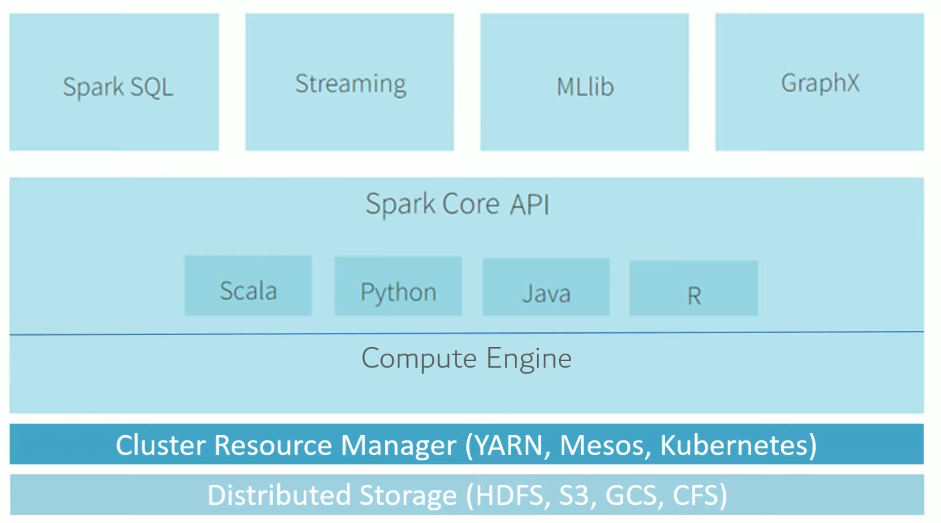 Spark SQL
Streaming
MLlib
GraphX
Spark Core API
Scala
Python
Java
R
Compute Engine
Cluster Resource Manager (YARN, Mesos, Kubernetes)
Distributed Storage (HDFS, S3, GCS, CFS)